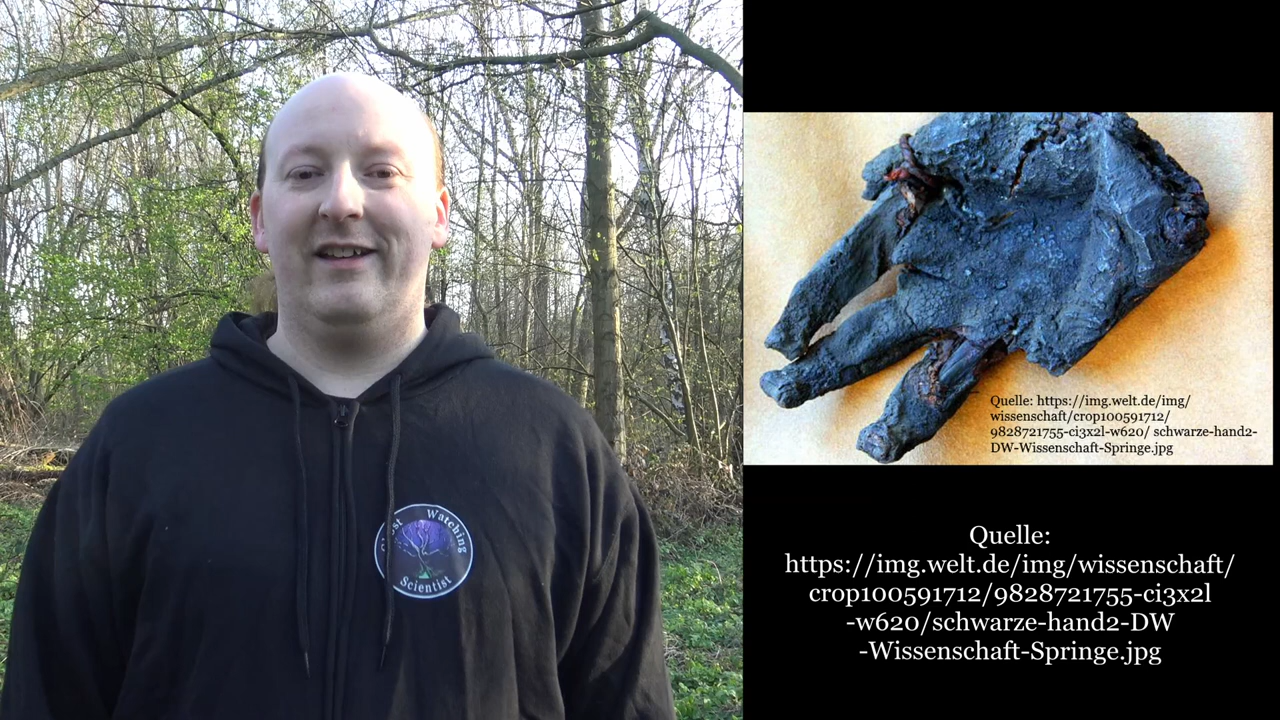 Ghost Watching
Scientist
Quelle: https://img.welt.de/img/
wissenschaft/crop100591712/
9828721755-ci3x2l-w620/ schwarze-hand2-
DW-Wissenschaft-Springe.jpg
Quelle:
https://img.welt.de/img/wissenschaft/
crop100591712/9828721755-ci3x2l
-w620/schwarze-hand2-DW
-Wissenschaft-Springe.jpg